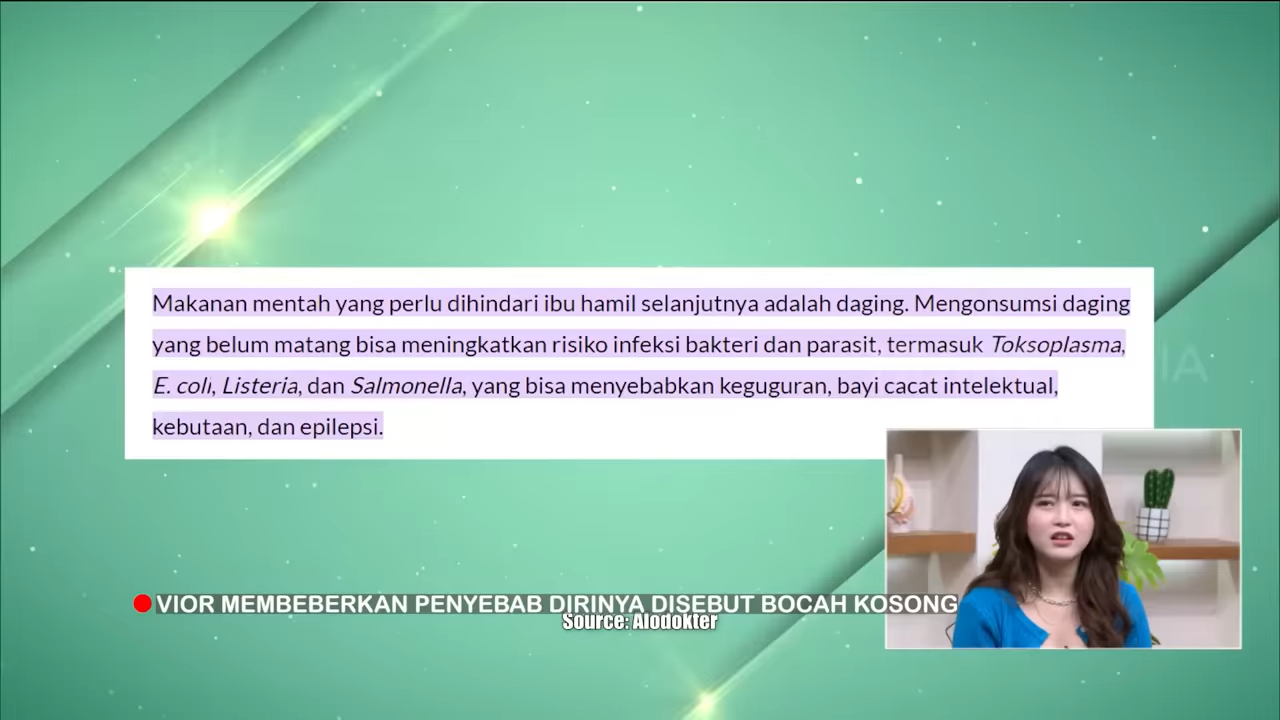 Makanan mentah yang perlu dihindari ibu hamil selanjutnya adalah daging. Mengonsumsi daging
yang belum matang bisa meningkatkan risiko infeksi bakteri dan parasit, termasuk Toksoplasma,
E. coli, Listeria, dan Salmonella, yang bisa menyebabkan keguguran, bayi cacat intelektual,
kebutaan, dan epilepsi.
VIOR MEMBEBERKAN PENYEBAB DIRINYA DISEBUT BOCAH KOSONG
Source: Alodokter